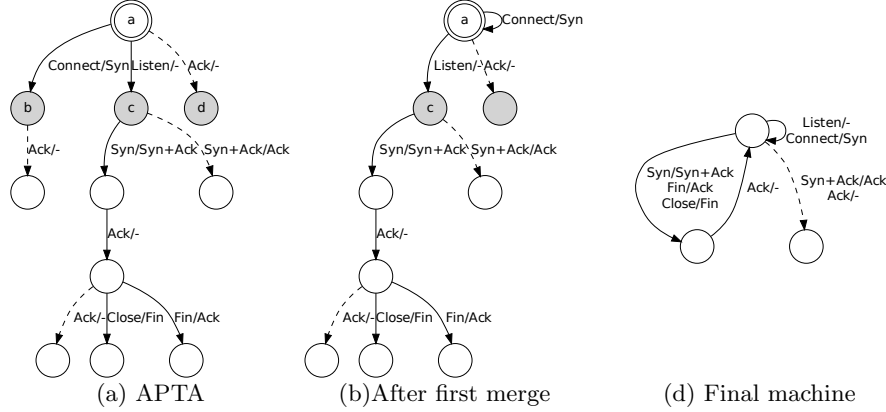 a
Connect/Syn Listen/- Ack/-
b c d
Ack/- Syn/Syn+Ack Syn+Ack/Ack
Ack/-
Ack/- Close/Fin Fin/Ack
(a) APTA
a Connect/Syn
Listen/- Ack/-
c
Syn/Syn+Ack Syn+Ack/Ack
Ack/-
Ack/- Close/Fin Fin/Ack
(b)After first merge
Listen/-
Connect/Syn
Syn/Syn+Ack
Fin/Ack
Close/Fin
Ack/-
Syn+Ack/Ack
Ack/-
(d) Final machine